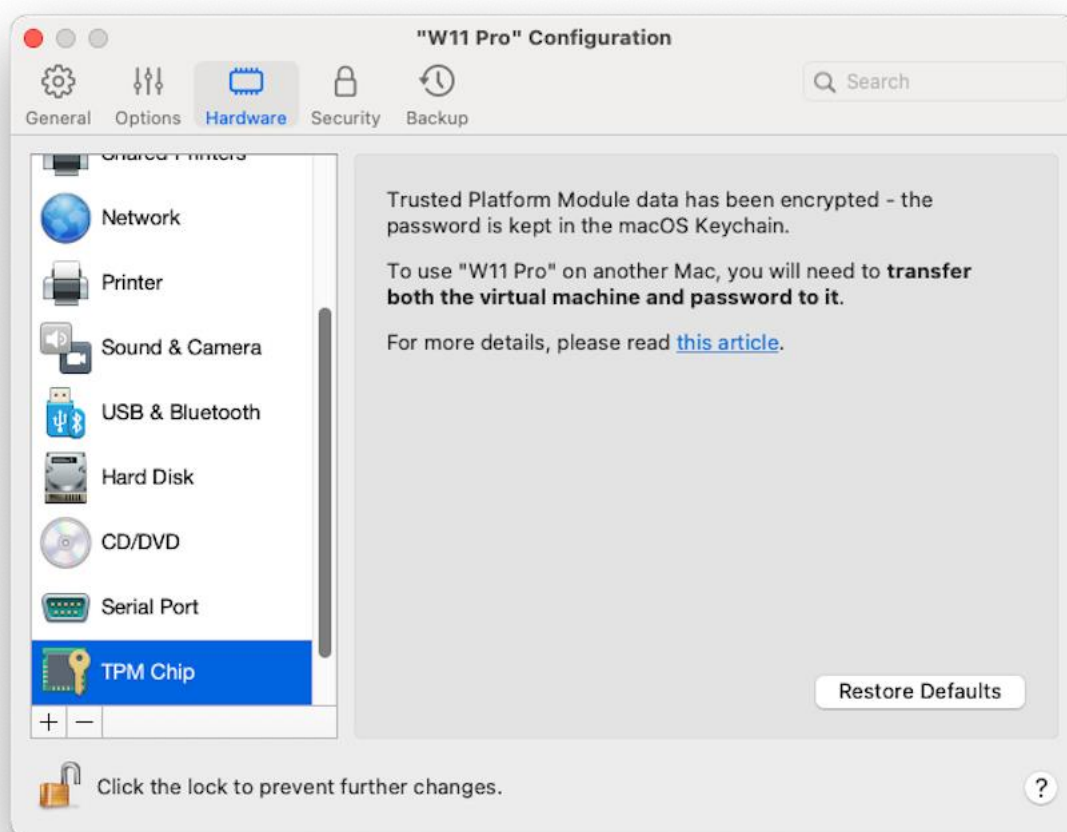 "W11 Pro" Configuration
General Options Hardware Security Backup
Search
Shared Printers
Network
Printer
Sound & Camera
USB & Bluetooth
Hard Disk
CD/DVD
Serial Port
TPM Chip
Trusted Platform Module data has been encrypted - the
password is kept in the macOS Keychain.
To use "W11 Pro" on another Mac, you will need to transfer
both the virtual machine and password to it.
For more details, please read this article.
Restore Defaults
Click the lock to prevent further changes.
?